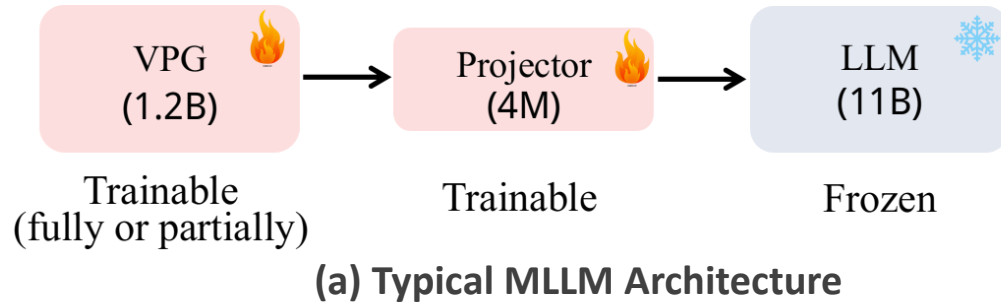 VPG
(1.2B)
Projector
(4M)
LLM
(11B)
Trainable
(fully or partially)
Trainable
Frozen
(a) Typical MLLM Architecture